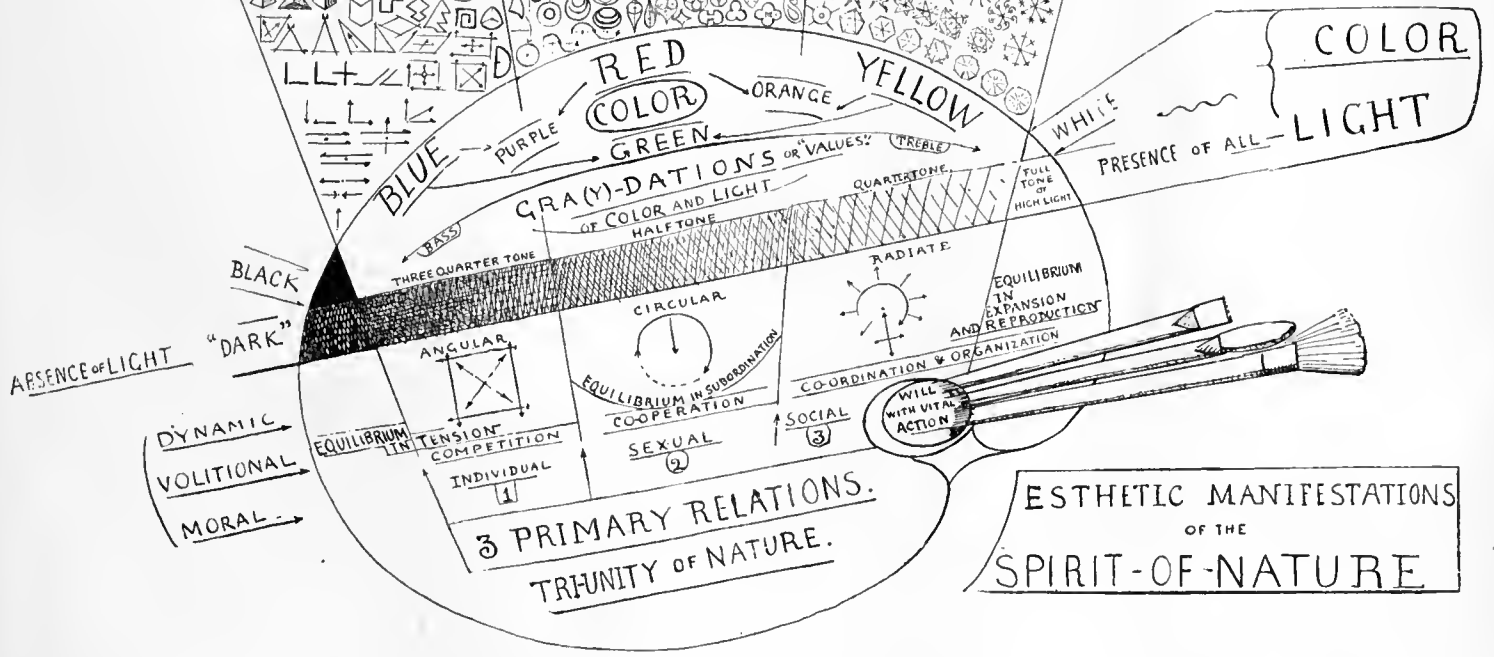 COLOR
LIGHT
WHITE
PRESENCE OF ALL
RED
COLOR
ORANGE
YELLOW
PURPLE
GREEN
BLUE
GRA(Y)-DATIONS OR "VALUES".
OF COLOR AND LIGHT
TREBLE
BASS
THREE QUARTER TONE
HALF TONE
QUARTERTONE
FULL
TONE
OF
HIGH LIGHT
BLACK
"DARK"
ABSENCE OF LIGHT
ANGULAR
CIRCULAR
RADIATE
EQUILIBRIUM
IN TENSION
COMPETITION
INDIVIDUAL
1
EQUILIBRIUM IN SUBORDINATION
CO-OPERATION
SEXUAL
2
EQUILIBRIUM
IN
EXPANSION
AND REPRODUCTION
CO-ORDINATION & ORGANIZATION
SOCIAL
3
WILL
WITH VITAL
ACTION
DYNAMIC
VOLITIONAL
MORAL.
3 PRIMARY RELATIONS.
TRI-UNITY OF NATURE.
ESTHETIC MANIFESTATIONS
OF THE
SPIRIT-OF-NATURE